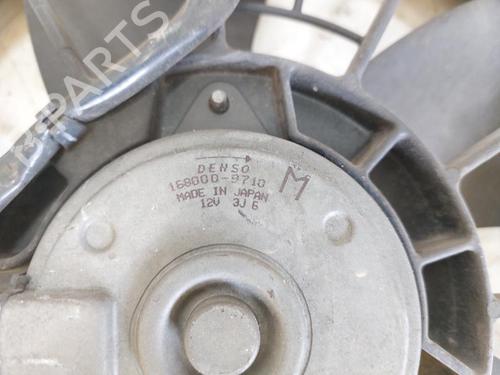 PARTS
DENSO
168000-9710
MADE IN JAPAN
12V 3J 6
M